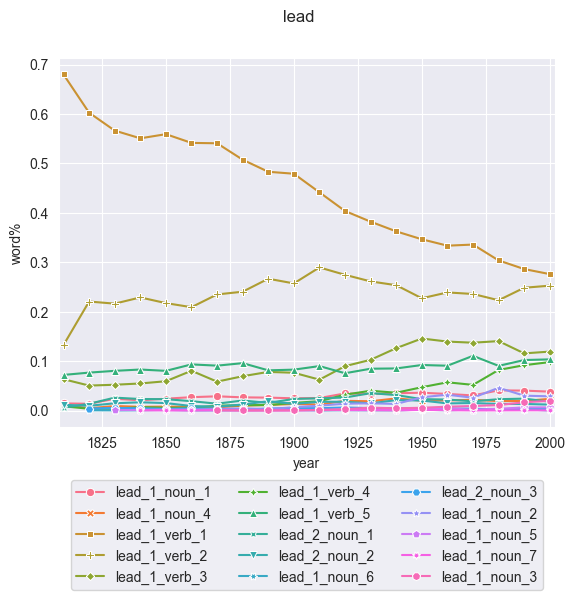 lead
0.7
0.6
0.5
0.4
0.3
0.2
0.1
0.0
word%
1825 1850 1875 1900 1925 1950 1975 2000
year
lead_1_noun_1 lead_1_verb_4 lead_2_noun_3
lead_1_noun_4 lead_1_verb_5 lead_1_noun_2
lead_1_verb_1 lead_2_noun_1 lead_1_noun_5
lead_1_verb_2 lead_2_noun_2 lead_1_noun_7
lead_1_verb_3 lead_1_noun_6 lead_1_noun_3